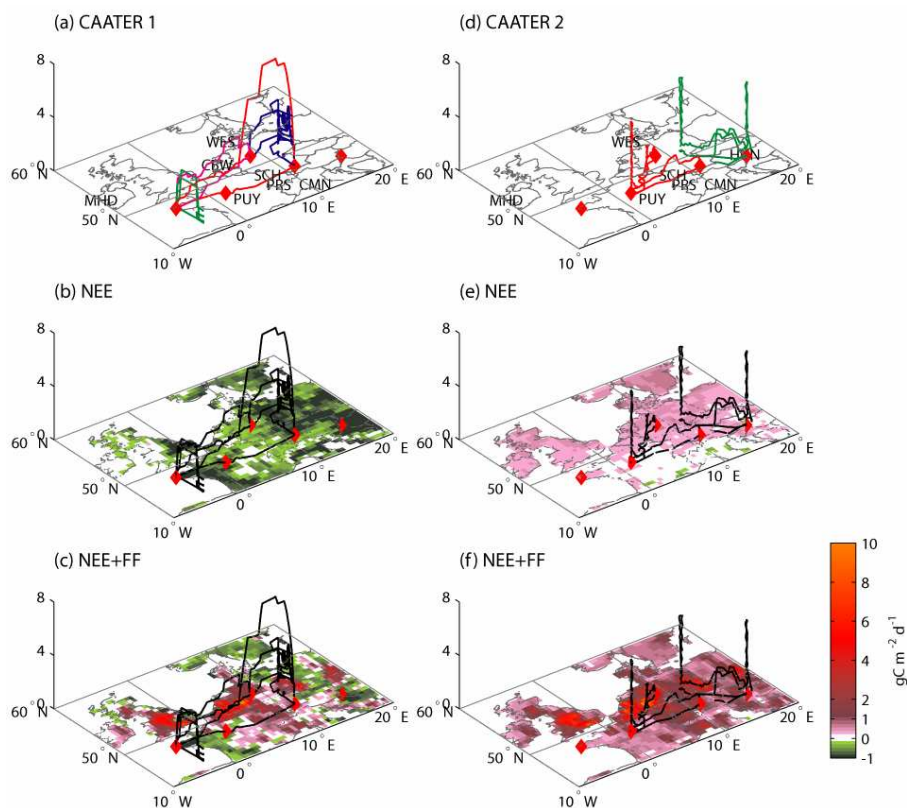 (a) CAATER 1
8
4
60° 0 N
MHD
50° N
10° W
0°
10° E
20° E
WES
CBW
SCH
PRS CMN
PUY
(d) CAATER 2
8
4
60° 0 N
MHD
50° N
10° W
0°
10° E
20° E
WES
HUN
SCH
PRS CMN
PUY
(b) NEE
8
4
60° 0 N
50° N
10° W
0°
10° E
20° E
(e) NEE
8
4
60° 0 N
50° N
10° W
0°
10° E
20° E
(c) NEE+FF
8
4
60° 0 N
50° N
10° W
0°
10° E
20° E
(f) NEE+FF
8
4
60° 0 N
50° N
10° W
0°
10° E
20° E
10
8
6
4
2
1
0
-1
gC m⁻² d⁻¹